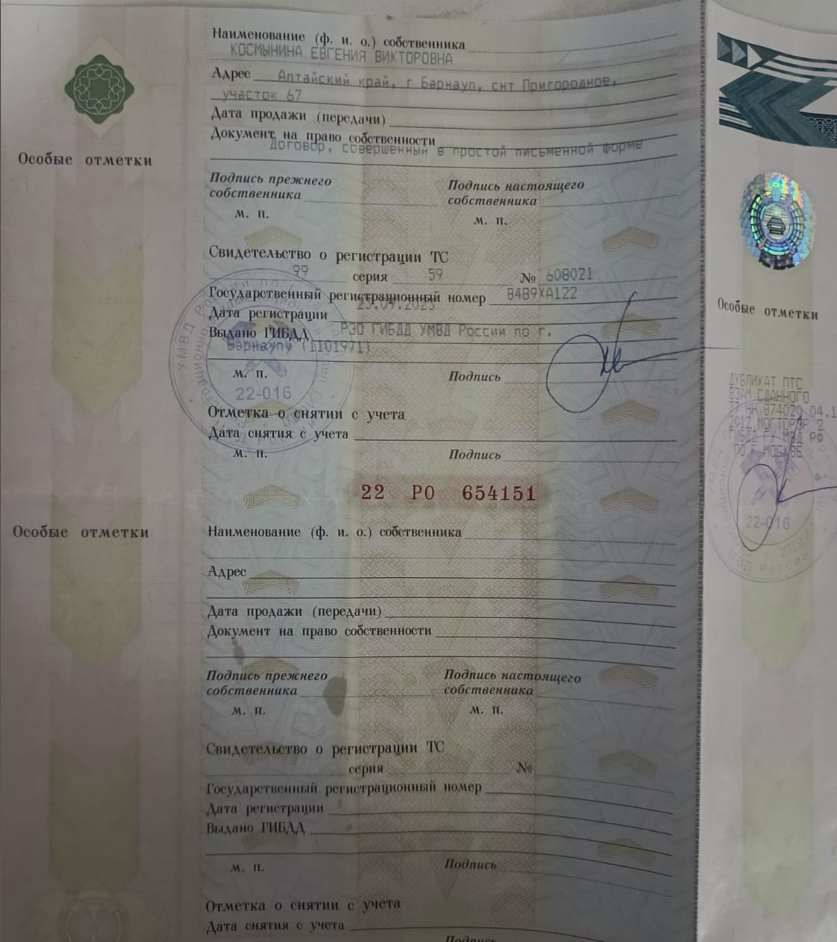 Наименование (ф. и. о.) собственника
КОСМЫНИНА ЕВГЕНИЯ ВИКТОРОВНА
Адрес Алтайский край, г Барнаул, снт Пригородное,
участок 67
Дата продажи (передачи)
Документ на право собственности
Договор, совершенный в простой письменной форме
Особые отметки
Подпись прежнего собственника
Подпись настоящего собственника
м. п.
м. п.
Свидетельство о регистрации ТС
99 серия 59 № 608021
Государственный регистрационный номер В489ХА122
Дата регистрации
Выдано ГИБДД РЭО ГИБДД УМВД России по г.
Барнаулу (1101971)
м. п.
Подпись
22-016
Отметка о снятии с учета
Дата снятия с учета
м. п.
Подпись
22 РО 654151
Особые отметки
Наименование (ф. и. о.) собственника
Адрес
Дата продажи (передачи)
Документ на право собственности
Подпись прежнего собственника
Подпись настоящего собственника
м. п.
м. п.
Свидетельство о регистрации ТС
серия №
Государственный регистрационный номер
Дата регистрации
Выдано ГИБДД
м. п.
Подпись
Отметка о снятии с учета
Дата снятия с учета
Подпись
Особые отметки
ДУБЛИКАТ ПТС
ВЗАМ СДАННОГО
22-016